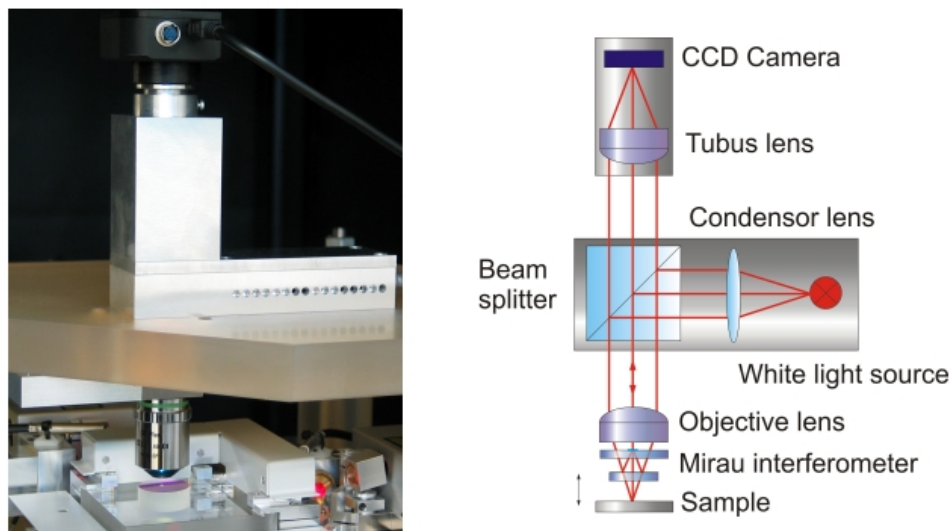 CCD Camera
Tubus lens
Condensor lens
Beam
splitter
White light source
Objective lens
Mirau interferometer
Sample